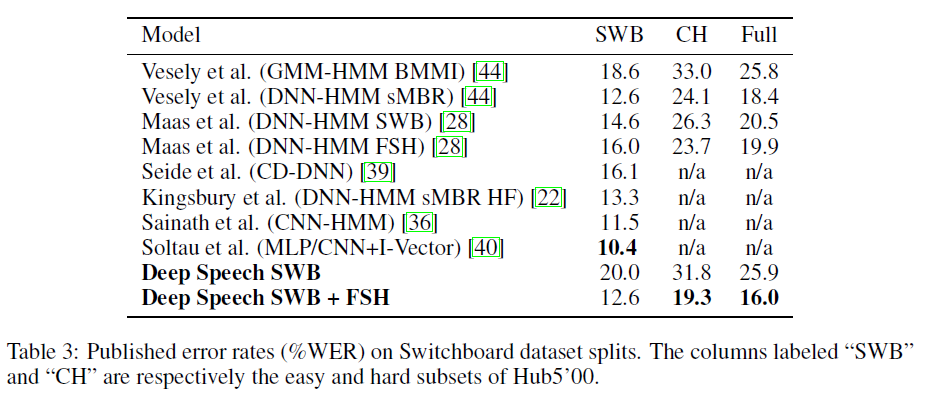 Model SWB CH Full
Vesely et al. (GMM-HMM BMMI) [44] 18.6 33.0 25.8
Vesely et al. (DNN-HMM sMBR) [44] 12.6 24.1 18.4
Maas et al. (DNN-HMM SWB) [28] 14.6 26.3 20.5
Maas et al. (DNN-HMM FSH) [28] 16.0 23.7 19.9
Seide et al. (CD-DNN) [39] 16.1 n/a n/a
Kingsbury et al. (DNN-HMM sMBR HF) [22] 13.3 n/a n/a
Sainath et al. (CNN-HMM) [36] 11.5 n/a n/a
Soltau et al. (MLP/CNN+I-Vector) [40] 10.4 n/a n/a
Deep Speech SWB 20.0 31.8 25.9
Deep Speech SWB + FSH 12.6 19.3 16.0
Table 3: Published error rates (%WER) on Switchboard dataset splits. The columns labeled “SWB”
and “CH” are respectively the easy and hard subsets of Hub5’00.